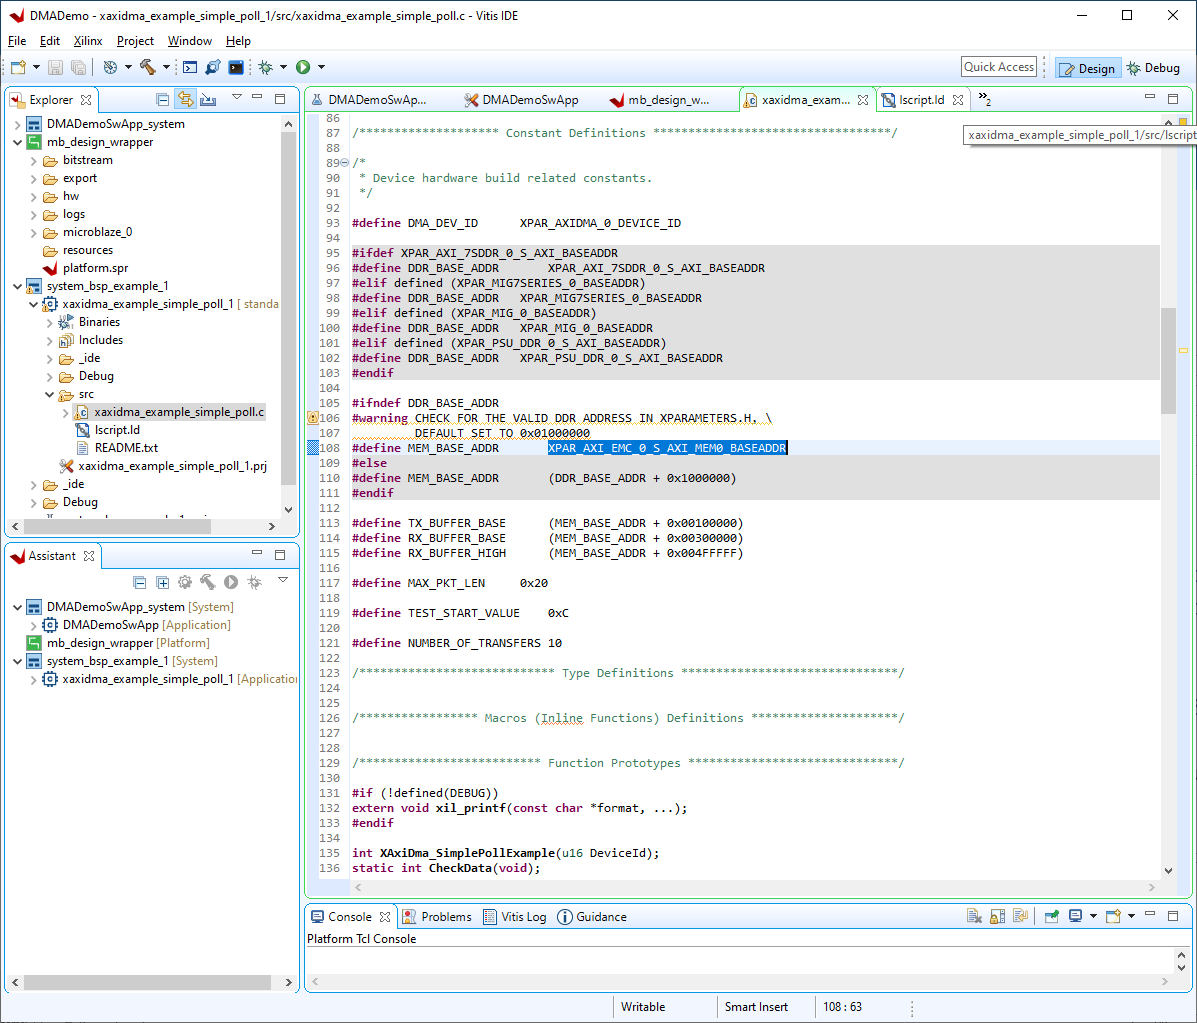 DMADemo - xaxidma_example_simple_poll_1/src/xaxidma_example_simple_poll.c - Vitis IDE
File Edit Xilinx Project Window Help
Quick Access
Design
Debug
Explorer
DMADemoSwApp_system
mb_design_wrapper
bitstream
export
hw
logs
microblaze_0
resources
platform.spr
system_bsp_example_1
xaxidma_example_simple_poll_1 [ standa
Binaries
Includes
_ide
Debug
src
xaxidma_example_simple_poll.c
lscript.ld
README.txt
xaxidma_example_simple_poll_1.prj
_ide
Debug
Assistant
DMADemoSwApp_system [System]
DMADemoSwApp [Application]
mb_design_wrapper [Platform]
system_bsp_example_1 [System]
xaxidma_example_simple_poll_1 [Application
DMADemoSwAp...
DMADemoSwApp
mb_design_w...
xaxidma_exam...
lscript.ld
»2
xaxidma_example_simple_poll_1/src/lscript
86
87 /******************** Constant Definitions **********************************/
88
89 /*
90 * Device hardware build related constants.
91 */
92
93 #define DMA_DEV_ID XPAR_AXIDMA_0_DEVICE_ID
94
95 #ifdef XPAR_AXI_7SDDR_0_S_AXI_BASEADDR
96 #define DDR_BASE_ADDR XPAR_AXI_7SDDR_0_S_AXI_BASEADDR
97 #elif defined (XPAR_MIG7SERIES_0_BASEADDR)
98 #define DDR_BASE_ADDR XPAR_MIG7SERIES_0_BASEADDR
99 #elif defined (XPAR_MIG_0_BASEADDR)
100 #define DDR_BASE_ADDR XPAR_MIG_0_BASEADDR
101 #elif defined (XPAR_PSU_DDR_0_S_AXI_BASEADDR)
102 #define DDR_BASE_ADDR XPAR_PSU_DDR_0_S_AXI_BASEADDR
103 #endif
104
105 #ifndef DDR_BASE_ADDR
106 #warning CHECK FOR THE VALID DDR ADDRESS IN XPARAMETERS.H, \
107 DEFAULT SET TO 0x01000000
108 #define MEM_BASE_ADDR XPAR_AXI_EMC_0_S_AXI_MEM0_BASEADDR
109 #else
110 #define MEM_BASE_ADDR (DDR_BASE_ADDR + 0x1000000)
111 #endif
112
113 #define TX_BUFFER_BASE (MEM_BASE_ADDR + 0x00100000)
114 #define RX_BUFFER_BASE (MEM_BASE_ADDR + 0x00300000)
115 #define RX_BUFFER_HIGH (MEM_BASE_ADDR + 0x004FFFFF)
116
117 #define MAX_PKT_LEN 0x20
118
119 #define TEST_START_VALUE 0xC
120
121 #define NUMBER_OF_TRANSFERS 10
122
123 /**************************** Type Definitions *******************************/
124
125
126 /***************** Macros (Inline Functions) Definitions *********************/
127
128
129 /************************** Function Prototypes ******************************/
130
131 #if (!defined(DEBUG))
132 extern void xil_printf(const char *format, ...);
133 #endif
134
135 int XAxiDma_SimplePollExample(u16 DeviceId);
136 static int CheckData(void);
Console
Problems
Vitis Log
Guidance
Platform Tcl Console
Writable
Smart Insert
108 : 63